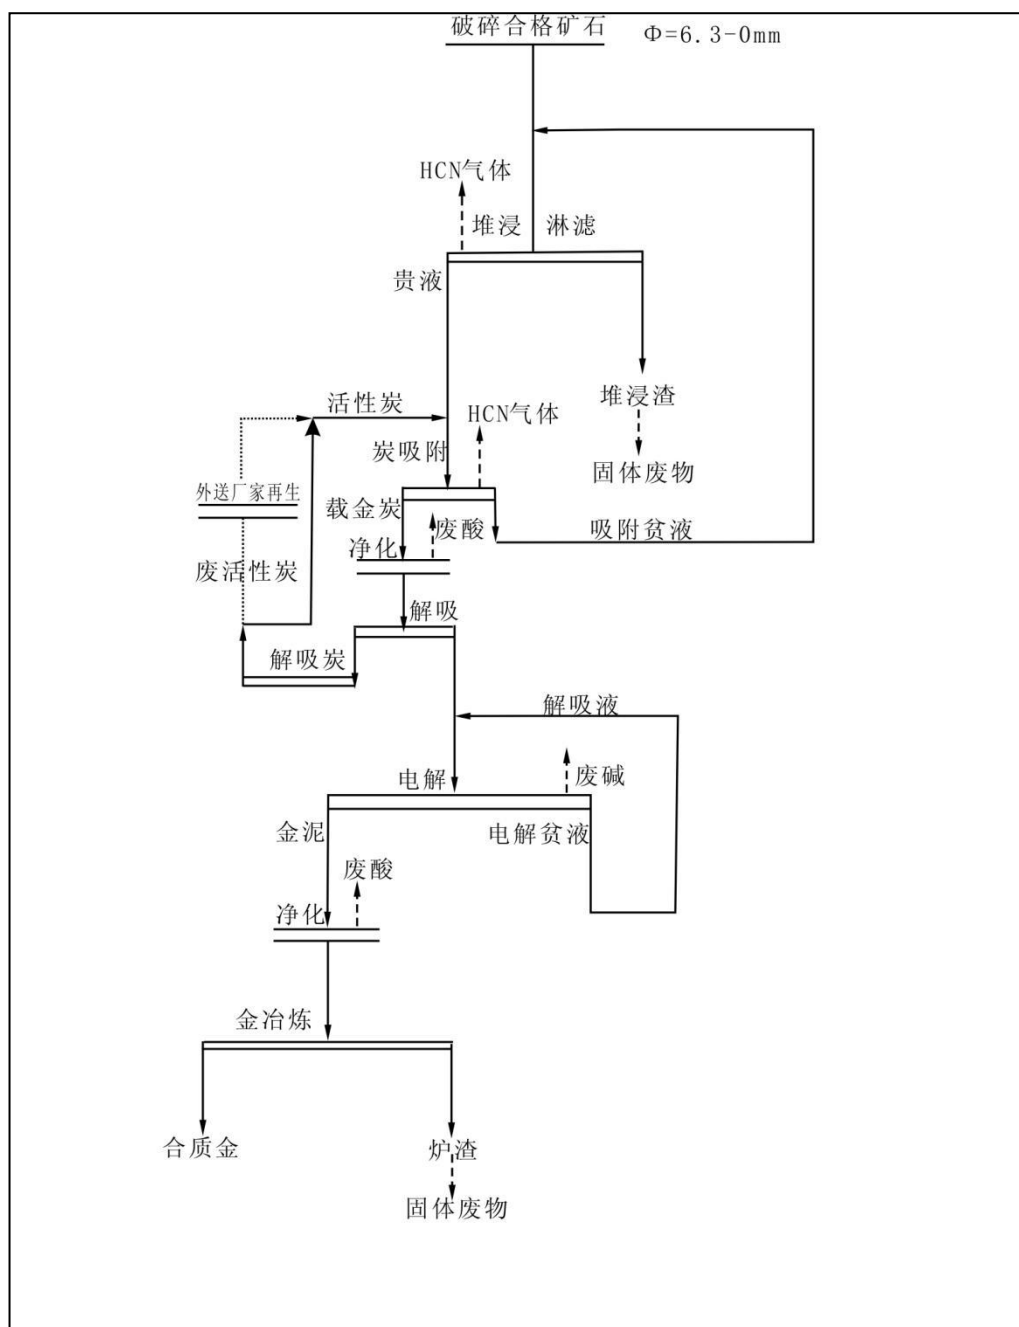 破碎合格矿石 Φ=6.3-0mm
HCN气体
堆浸 淋滤
贵液
堆浸渣
活性炭
HCN气体
炭吸附
固体废物
外送厂家再生
载金炭
废酸
吸附贫液
净化
废活性炭
解吸
解吸炭
解吸液
电解
废碱
金泥
电解贫液
废酸
净化
金冶炼
合质金
炉渣
固体废物